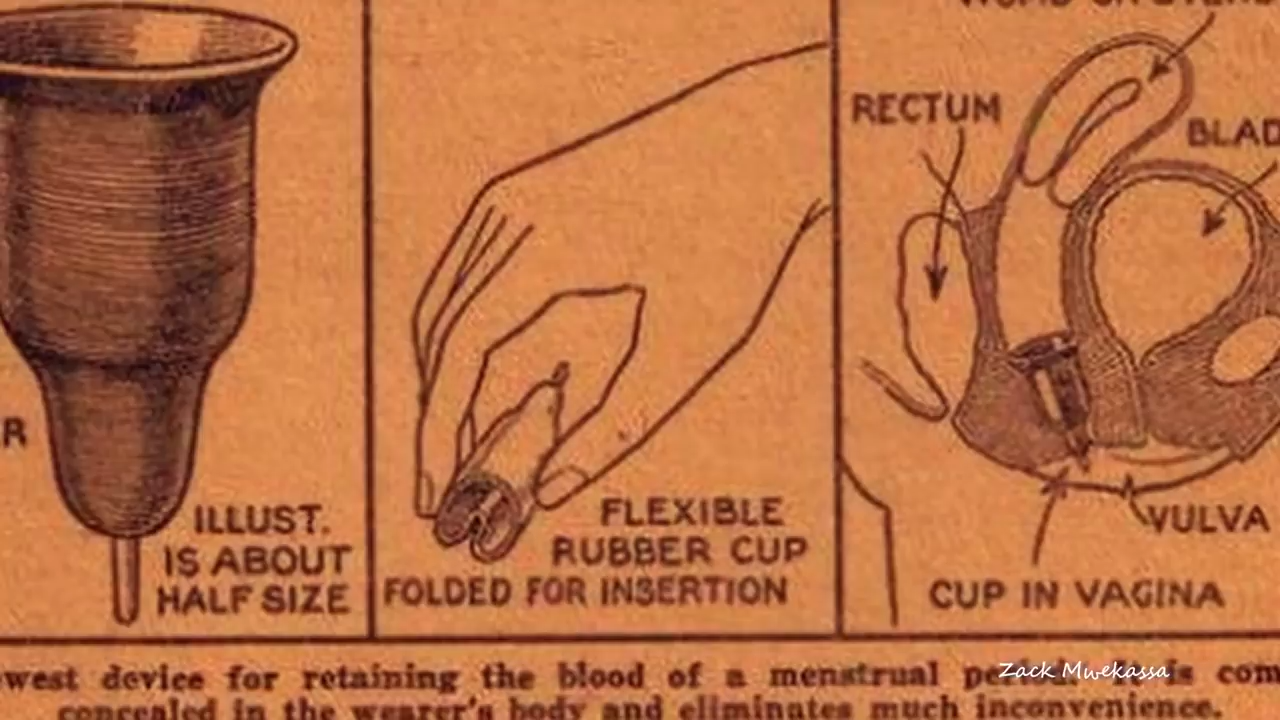 RECTUM
R
ILLUST.
IS ABOUT
HALF SIZE
FLEXIBLE
RUBBER CUP
FOLDED FOR INSERTION
VULVA
CUP IN VAGINA
device for retaining the blood of a menstrual
concealed in the wearer's body and eliminates much inconvenience.
Zack Mwekassa